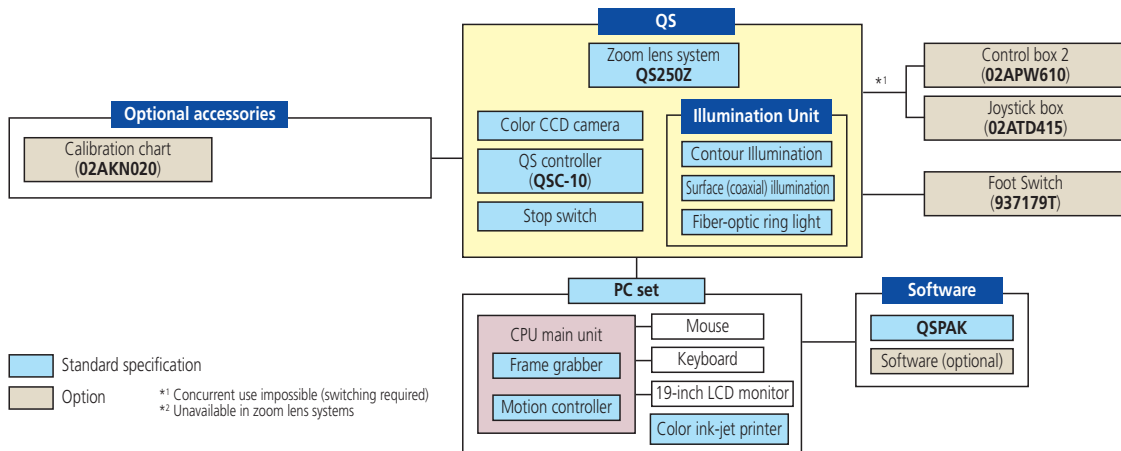 QS
Zoom lens system
QS250Z
Color CCD camera
QS controller
(QSC-10)
Stop switch
Illumination Unit
Contour Illumination
Surface (coaxial) illumination
Fiber-optic ring light
Optional accessories
Calibration chart
(02AKN020)
*1
Control box 2
(02APW610)
Joystick box
(02ATD415)
Foot Switch
(937179T)
PC set
CPU main unit
Frame grabber
Motion controller
Mouse
Keyboard
19-inch LCD monitor
Color ink-jet printer
Software
QSPAK
Software (optional)
Standard specification
Option
*1 Concurrent use impossible (switching required)
*2 Unavailable in zoom lens systems